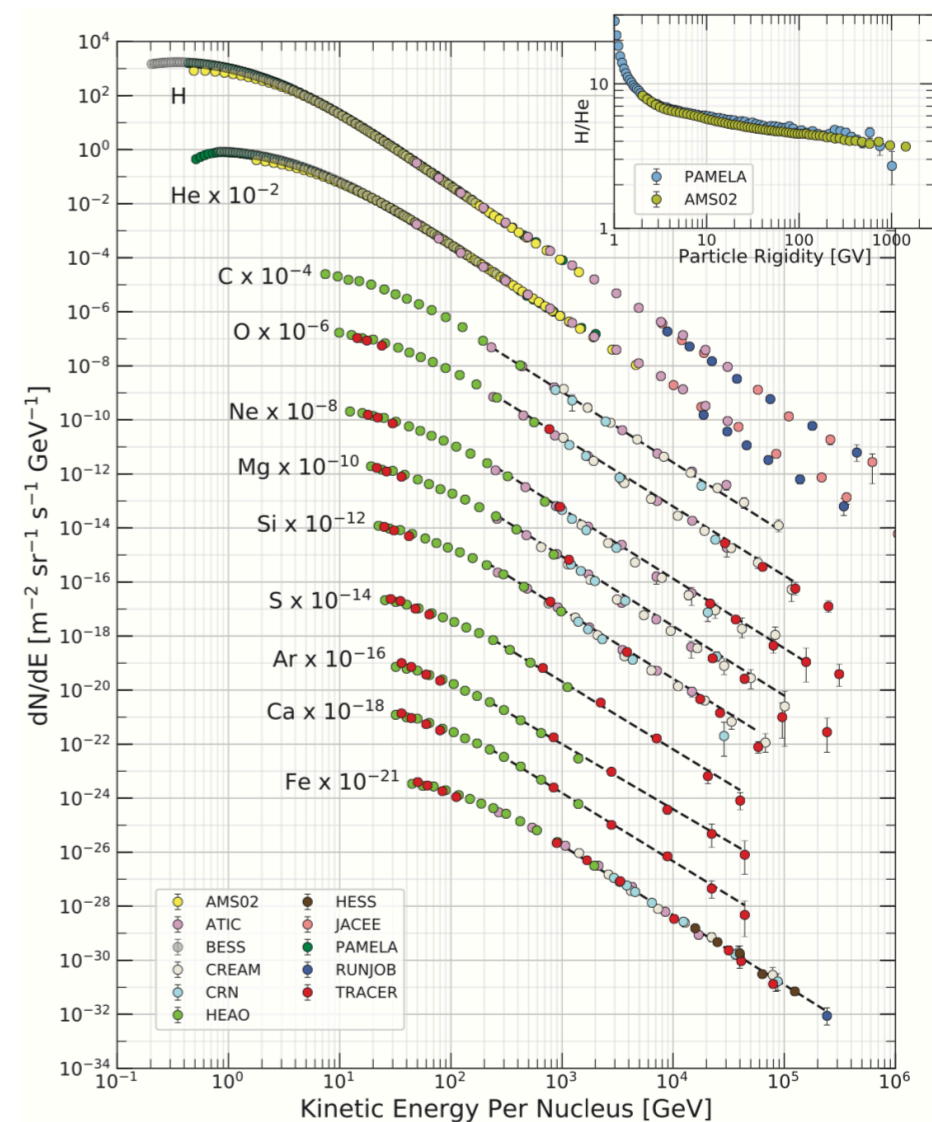 10^4
10^2
10^0
10^-2
10^-4
10^-6
10^-8
10^-10
10^-12
10^-14
10^-16
10^-18
10^-20
10^-22
10^-24
10^-26
10^-28
10^-30
10^-32
10^-34
dN/dE [m^-2 sr^-1 s^-1 GeV^-1]
H
He x 10^-2
C x 10^-4
O x 10^-6
Ne x 10^-8
Mg x 10^-10
Si x 10^-12
S x 10^-14
Ar x 10^-16
Ca x 10^-18
Fe x 10^-21
H/He
10
1
PAMELA
AMS02
1 10 100 1000
Particle Rigidity [GV]
AMS02
ATIC
BESS
CREAM
CRN
HEAO
HESS
JACEE
PAMELA
RUNJOB
TRACER
10^-1 10^0 10^1 10^2 10^3 10^4 10^5 10^6
Kinetic Energy Per Nucleus [GeV]